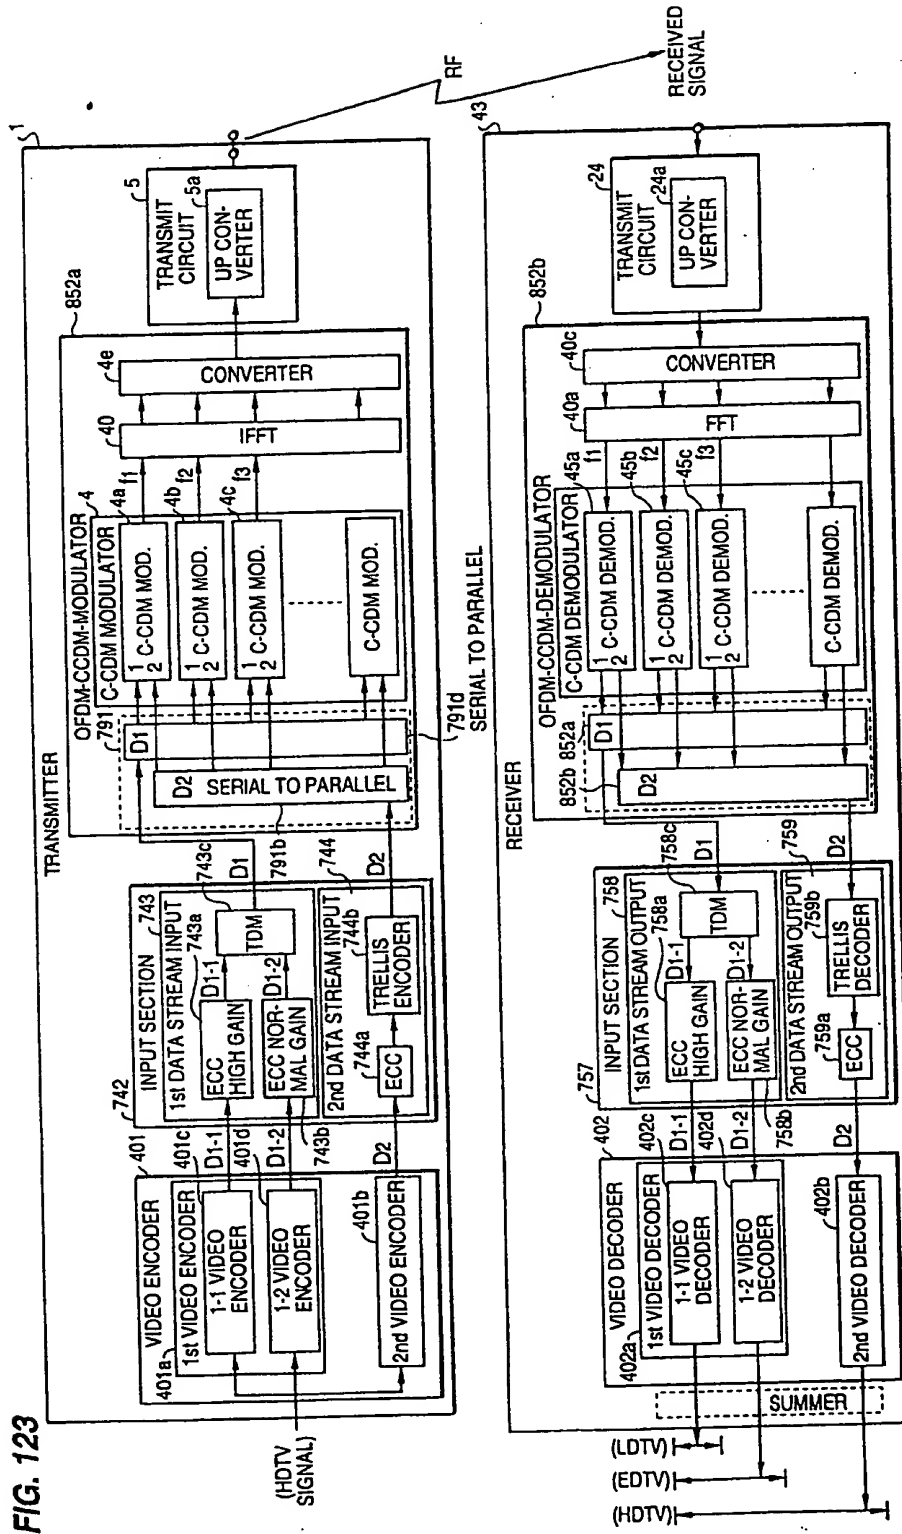 FIG. 123
TRANSMITTER
1
(HDTV
SIGNAL)
401
VIDEO ENCODER
401a
1st VIDEO ENCODER
401c
1-1 VIDEO
ENCODER
401d
1-2 VIDEO
ENCODER
401b
2nd VIDEO ENCODER
D1-1
D1-2
D2
742
INPUT SECTION
743
1st DATA STREAM INPUT
743a
ECC
HIGH GAIN
743b
ECC NOR-
MAL GAIN
D1-1
D1-2
743c
TDM
D1
744
2nd DATA STREAM INPUT
744a
ECC
744b
TRELLIS
ENCODER
D2
852a
OFDM-CCDM-MODULATOR
791
D1
D2
SERIAL TO PARALLEL
791b
791d
SERIAL TO PARALLEL
4
C-CDM MODULATOR
4a
1
2
C-CDM MOD.
4b
1
2
C-CDM MOD.
4c
1
2
C-CDM MOD.
C-CDM MOD.
f1
f2
f3
40
IFFT
4e
CONVERTER
5
TRANSMIT
CIRCUIT
5a
UP CON-
VERTER
RF
RECEIVED
SIGNAL
RECEIVER
43
24
TRANSMIT
CIRCUIT
24a
UP CON-
VERTER
852b
OFDM-CCDM-DEMODULATOR
40c
CONVERTER
40a
FFT
f1
f2
f3
C-CDM DEMODULATOR
45a
1
2
C-CDM DEMOD.
45b
1
2
C-CDM DEMOD.
45c
1
2
C-CDM DEMOD.
C-CDM DEMOD.
852a
D1
852b
D2
D1
D2
757
INPUT SECTION
758
1st DATA STREAM OUTPUT
758a
ECC
HIGH GAIN
758b
ECC NOR-
MAL GAIN
D1-1
D1-2
758c
TDM
759
2nd DATA STREAM OUTPUT
759a
ECC
759b
TRELLIS
DECODER
D1-1
D1-2
D2
402
VIDEO DECODER
402a
1st VIDEO DECODER
402c
1-1 VIDEO
DECODER
402d
1-2 VIDEO
DECODER
402b
2nd VIDEO DECODER
SUMMER
(LDTV)
(EDTV)
(HDTV)